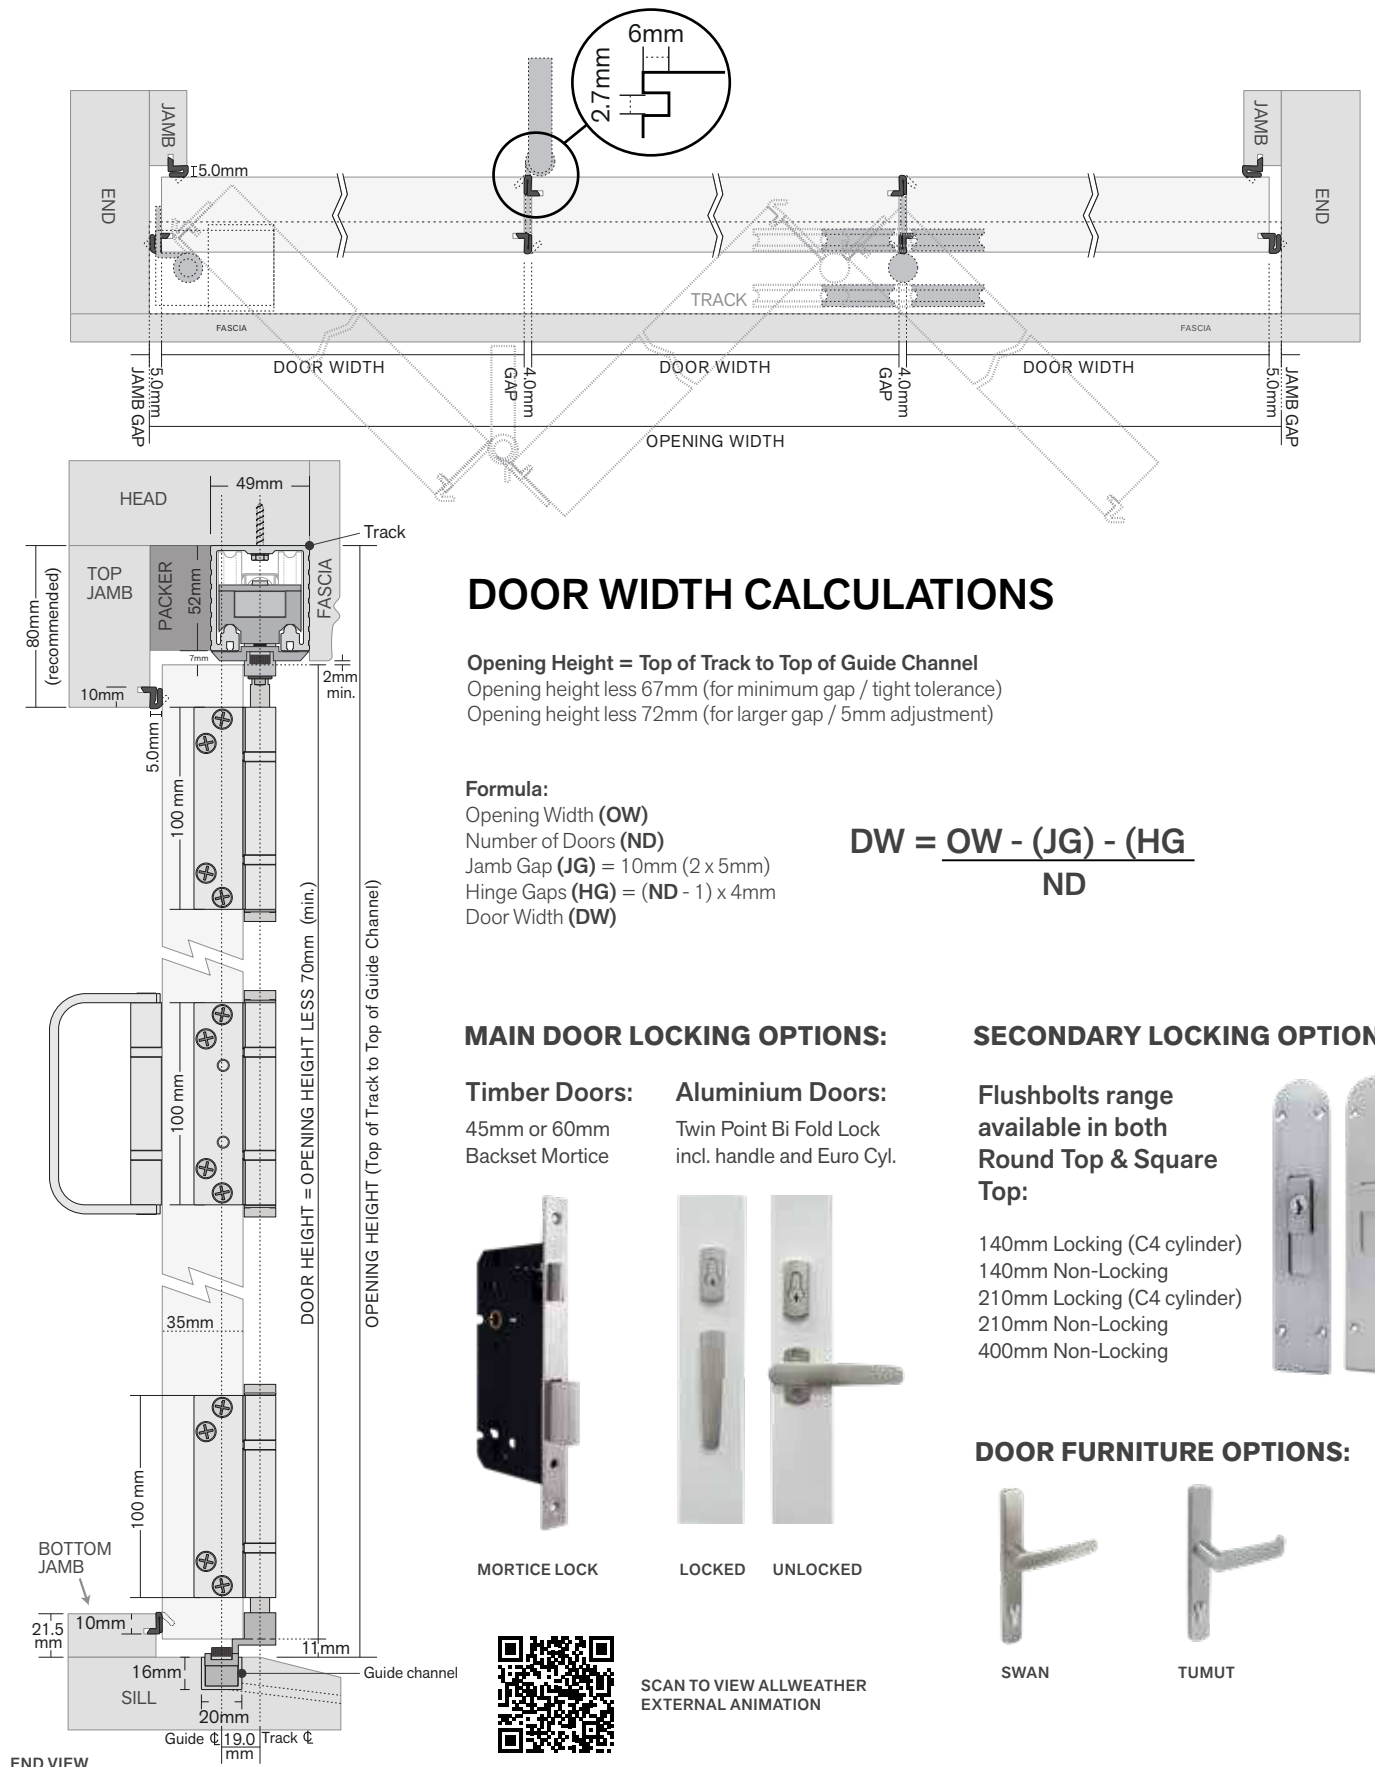 6mm
2.7mm
JAMB
JAMB
5.0mm
END
END
TRACK
FASCIA
FASCIA
DOOR WIDTH
DOOR WIDTH
DOOR WIDTH
JAMB GAP
5.0mm
GAP
4.0mm
GAP
4.0mm
5.0mm
JAMB GAP
OPENING WIDTH
HEAD
49mm
Track
TOP
JAMB
PACKER
52mm
FASCIA
80mm
(recommended)
7mm
2mm
min.
10mm
5.0mm
100 mm
100 mm
35mm
100 mm
DOOR HEIGHT = OPENING HEIGHT LESS 70mm (min.)
OPENING HEIGHT (Top of Track to Top of Guide Channel)
BOTTOM
JAMB
21.5
mm
10mm
11mm
16mm
Guide channel
SILL
20mm
Guide ℄ 19.0 Track ℄
mm
END VIEW
DOOR WIDTH CALCULATIONS
Opening Height = Top of Track to Top of Guide Channel
Opening height less 67mm (for minimum gap / tight tolerance)
Opening height less 72mm (for larger gap / 5mm adjustment)
Formula:
Opening Width (OW)
Number of Doors (ND)
Jamb Gap (JG) = 10mm (2 x 5mm)
Hinge Gaps (HG) = (ND - 1) x 4mm
Door Width (DW)
DW = OW - (JG) - (HG
ND
MAIN DOOR LOCKING OPTIONS:
Timber Doors:
45mm or 60mm
Backset Mortice
Aluminium Doors:
Twin Point Bi Fold Lock
incl. handle and Euro Cyl.
MORTICE LOCK
LOCKED
UNLOCKED
SCAN TO VIEW ALLWEATHER
EXTERNAL ANIMATION
SECONDARY LOCKING OPTION
Flushbolts range
available in both
Round Top & Square
Top:
140mm Locking (C4 cylinder)
140mm Non-Locking
210mm Locking (C4 cylinder)
210mm Non-Locking
400mm Non-Locking
DOOR FURNITURE OPTIONS:
SWAN
TUMUT